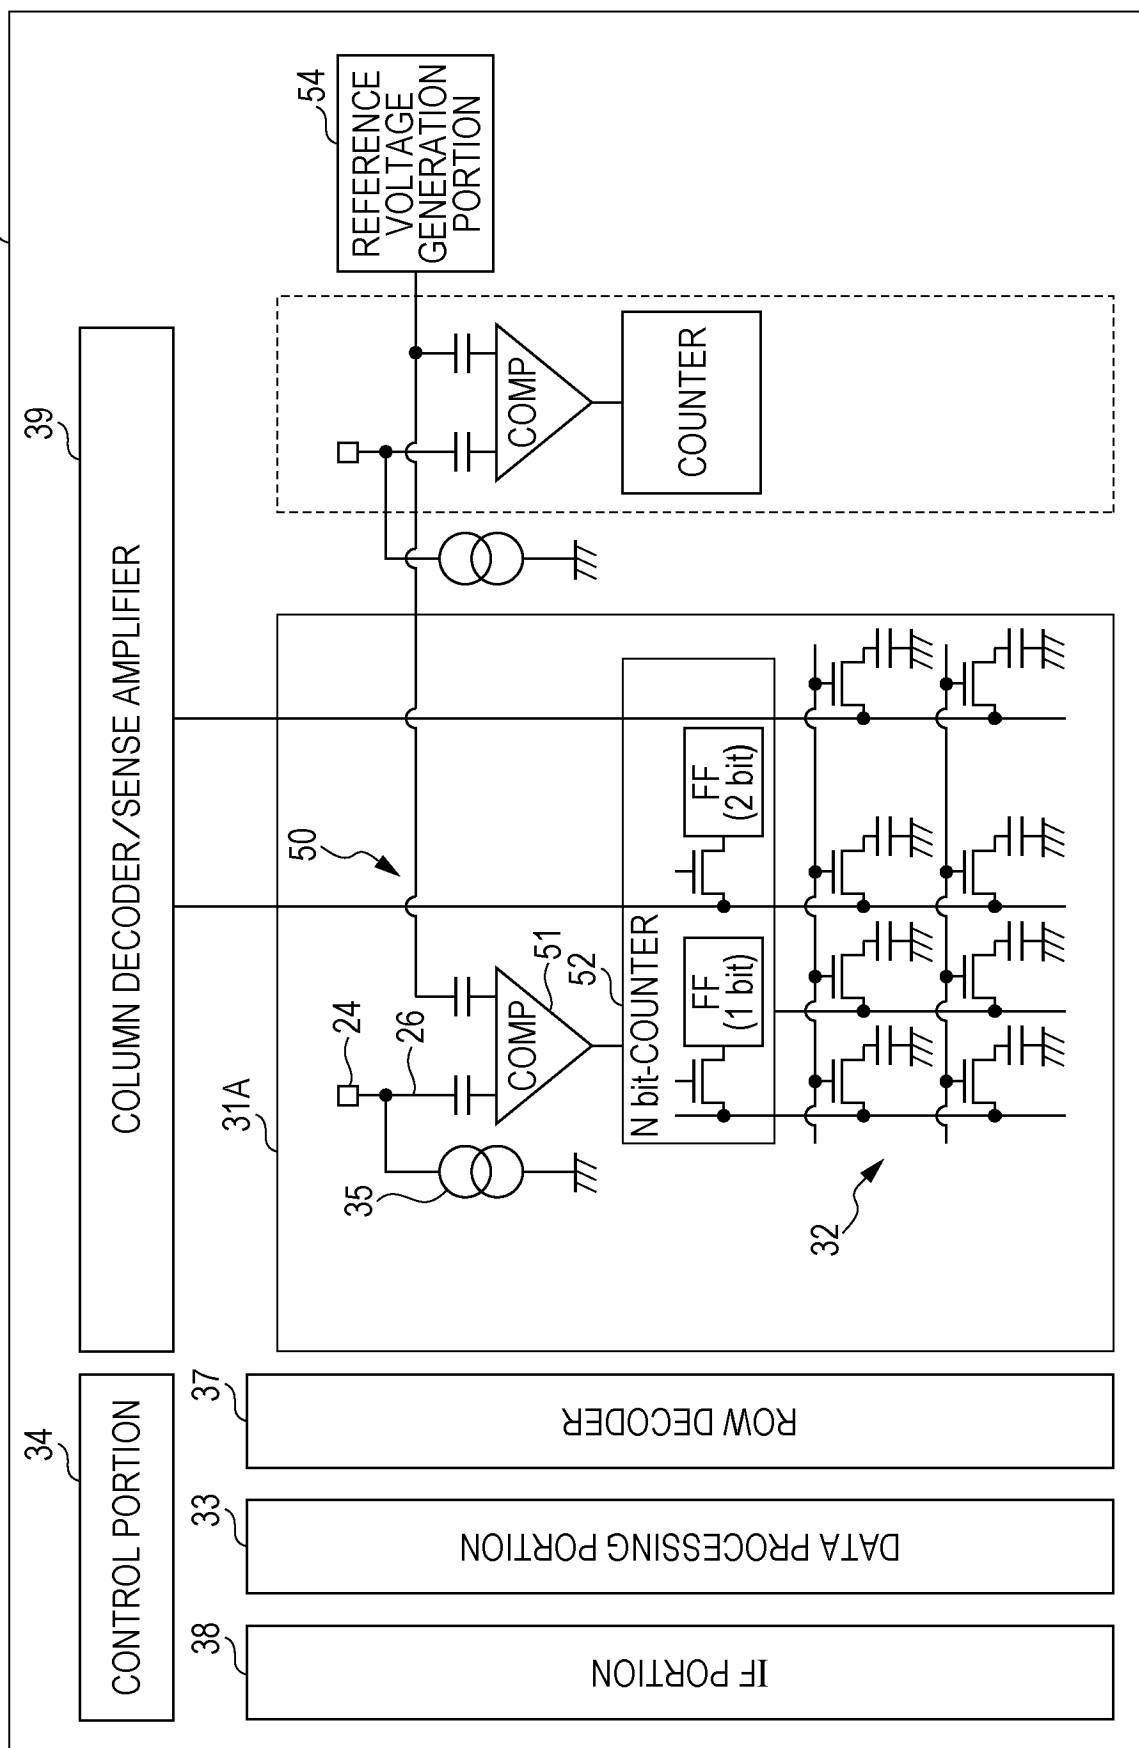 34
CONTROL PORTION
39
COLUMN DECODER/SENSE AMPLIFIER
38
IF PORTION
33
DATA PROCESSING PORTION
37
ROW DECODER
31A
24
26
35
50
COMP
51
52
N bit-COUNTER
FF
(1 bit)
FF
(2 bit)
32
COMP
COUNTER
54
REFERENCE
VOLTAGE
GENERATION
PORTION